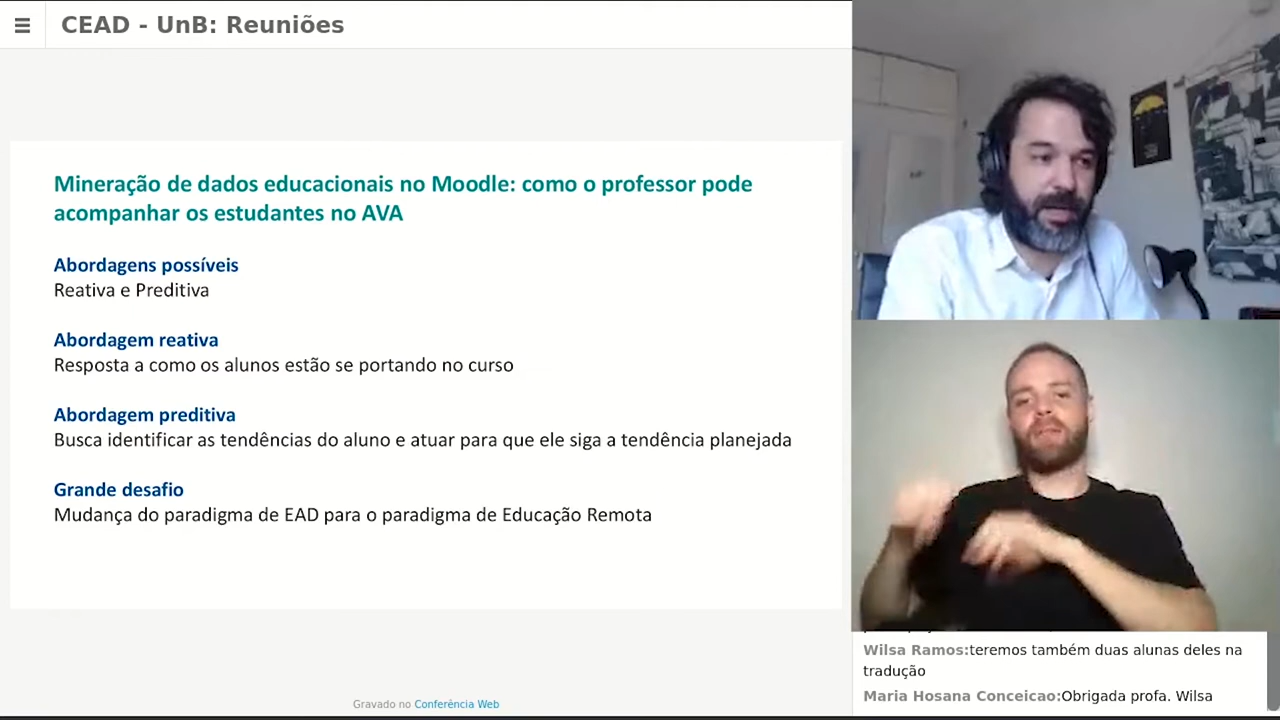 CEAD - UnB: Reuniões
Mineração de dados educacionais no Moodle: como o professor pode
acompanhar os estudantes no AVA
Abordagens possíveis
Reativa e Preditiva
Abordagem reativa
Resposta a como os alunos estão se portando no curso
Abordagem preditiva
Busca identificar as tendências do aluno e atuar para que ele siga a tendência planejada
Grande desafio
Mudança do paradigma de EAD para o paradigma de Educação Remota
Gravado no Conferência Web
Wilsa Ramos:teremos também duas alunas deles na
tradução
Maria Hosana Conceicao:Obrigada profa. Wilsa